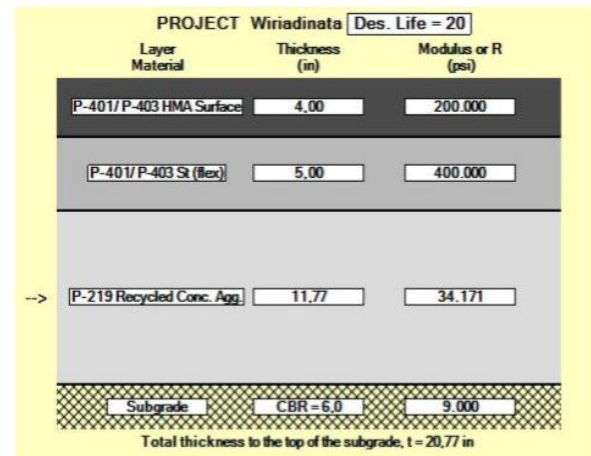 PROJECT Wiriadinata Des. Life = 20
Layer Material Thickness (in) Modulus or R (psi)
P-401/ P-403 HMA Surface 4,00 200.000
P-401/ P-403 St (flex) 5,00 400.000
--> P-219 Recycled Conc. Agg. 11,77 34.171
Subgrade CBR = 6,0 9.000
Total thickness to the top of the subgrade, t = 20,77 in